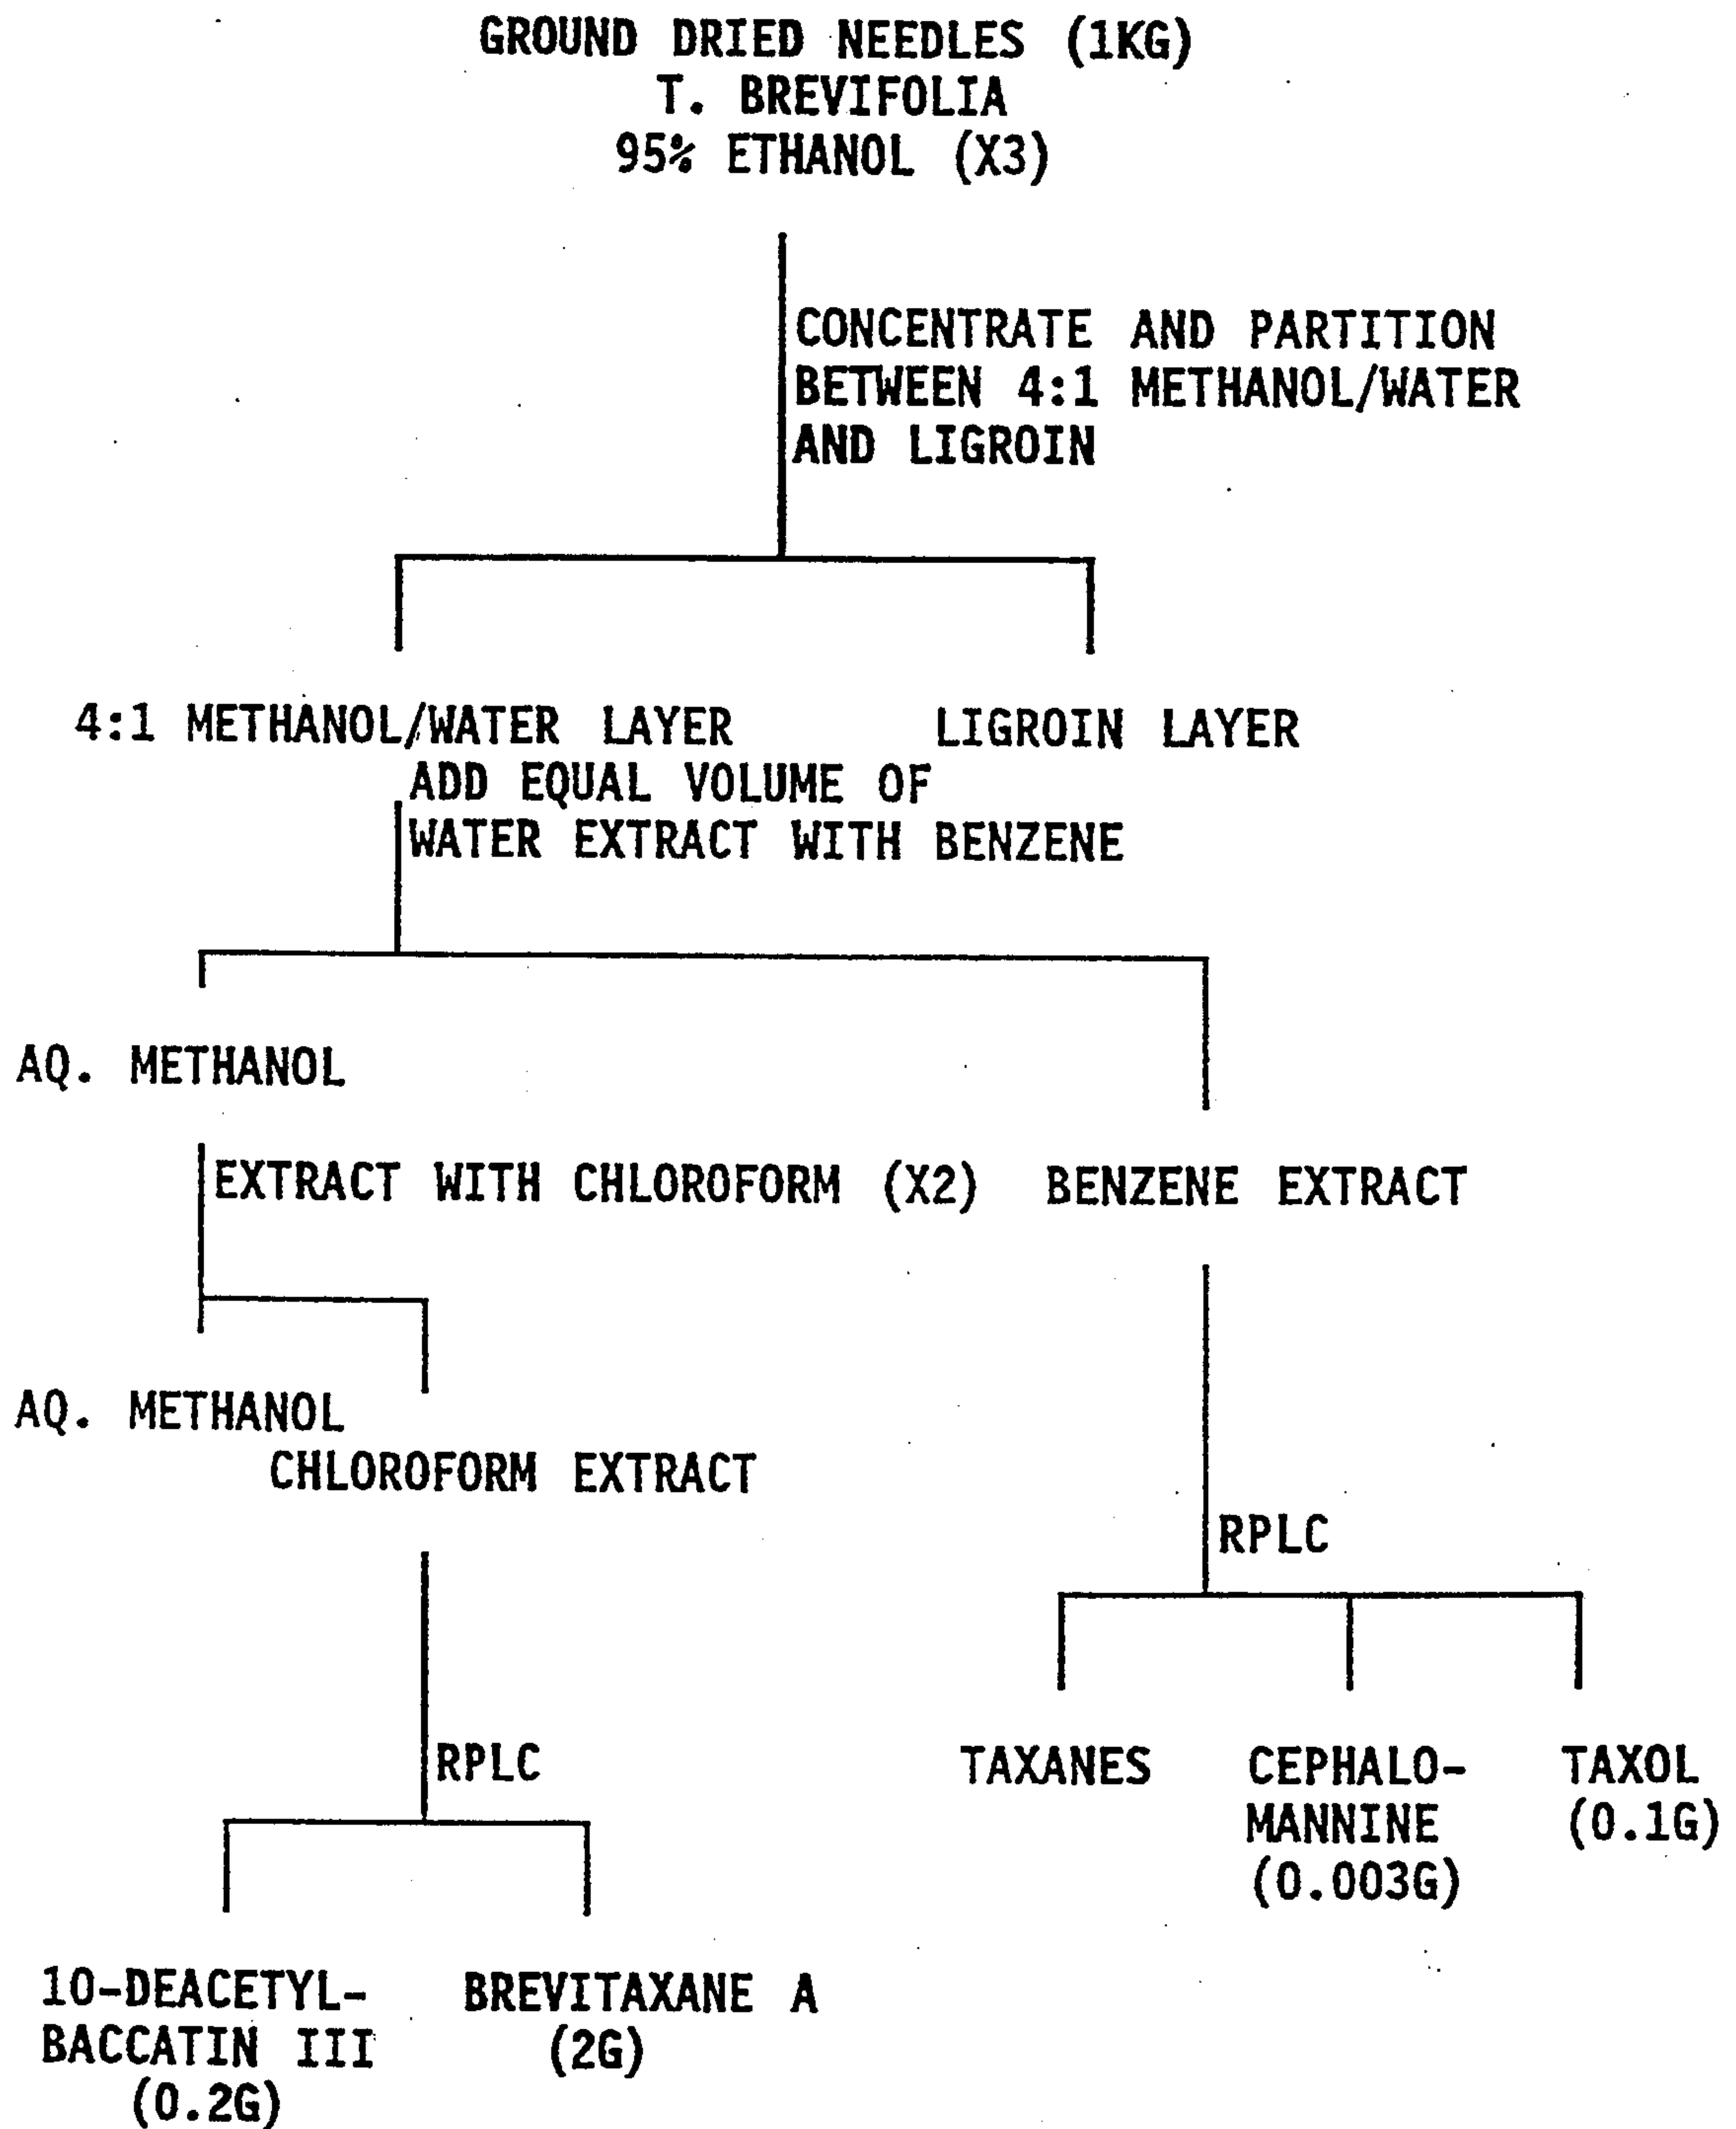 GROUND DRIED NEEDLES (1KG)
T. BREVIFOLIA
95% ETHANOL (X3)
CONCENTRATE AND PARTITION
BETWEEN 4:1 METHANOL/WATER
AND LIGROIN
4:1 METHANOL/WATER LAYER
LIGROIN LAYER
ADD EQUAL VOLUME OF
WATER EXTRACT WITH BENZENE
AQ. METHANOL
EXTRACT WITH CHLOROFORM (X2)
BENZENE EXTRACT
AQ. METHANOL
CHLOROFORM EXTRACT
RPLC
RPLC
TAXANES
CEPHALO-
MANNINE
(0.003G)
TAXOL
(0.1G)
10-DEACETYL-
BACCATIN III
(0.2G)
BREVITAXANE A
(2G)